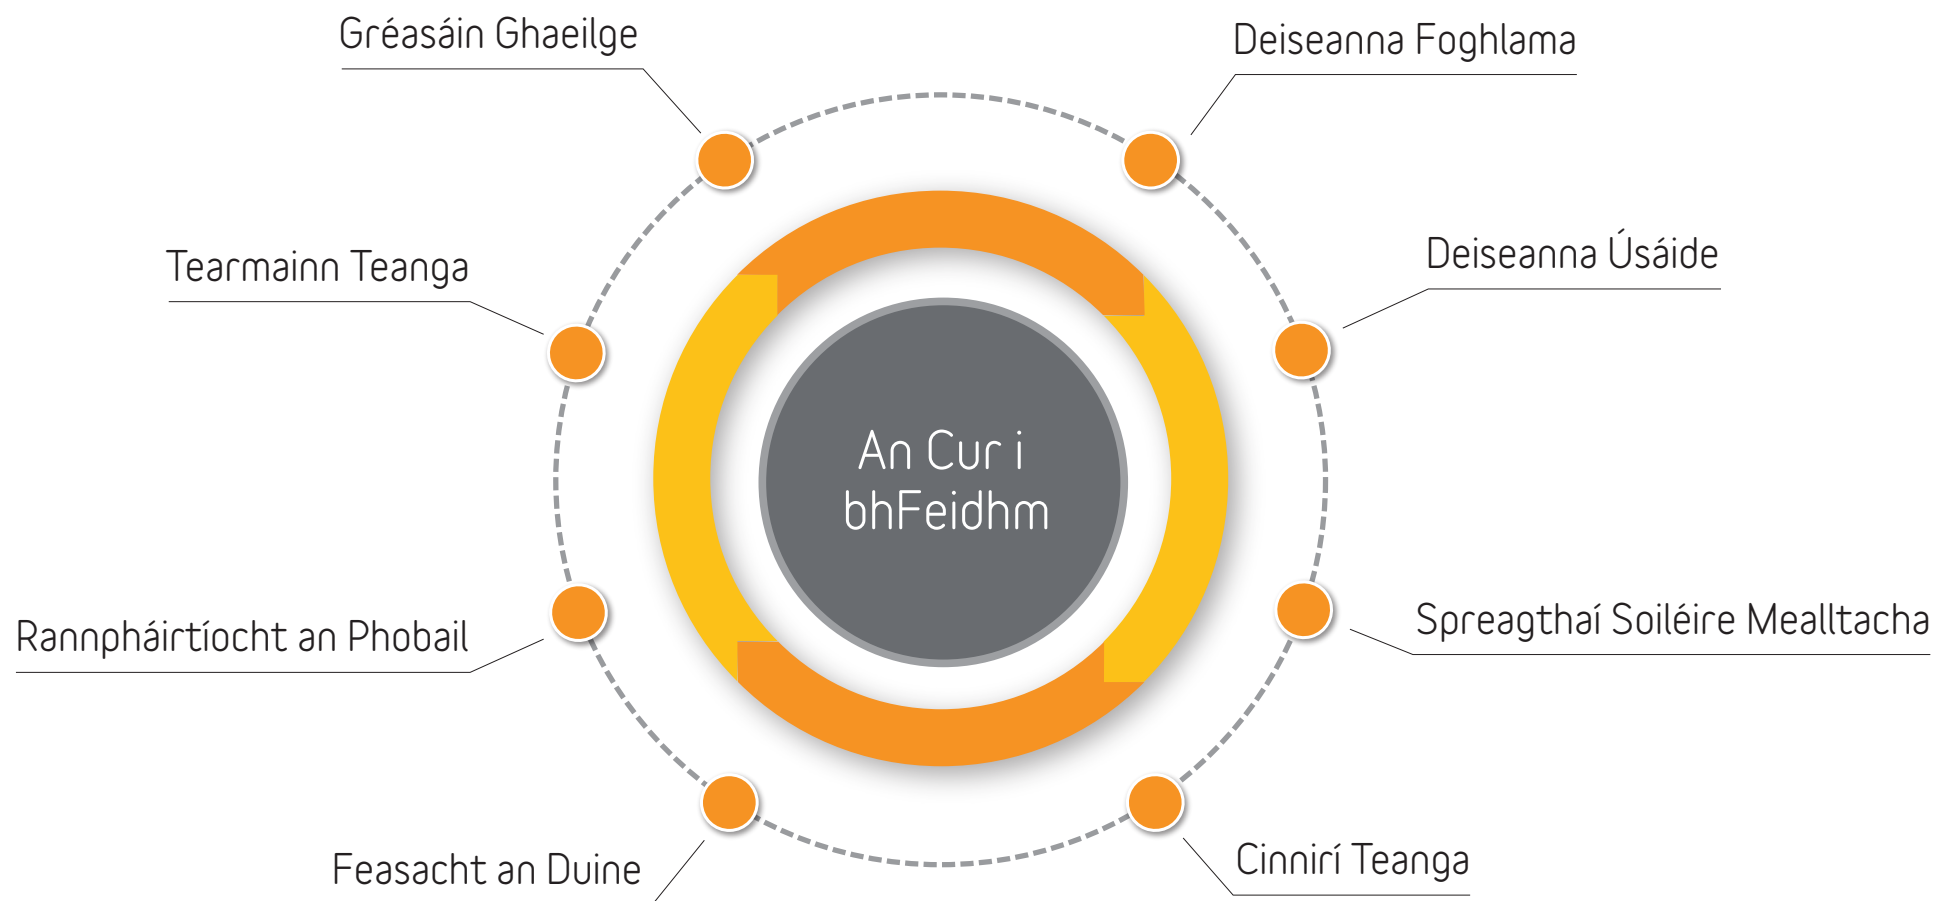 Gréasáin Ghaeilge
Deiseanna Foghlama
Tearmainn Teanga
Deiseanna Úsáide
An Cur i
bhFeidhm
Rannpháirtíocht an Phobail
Spreagthaí Soiléire Mealltacha
Feasacht an Duine
Cinnirí Teanga